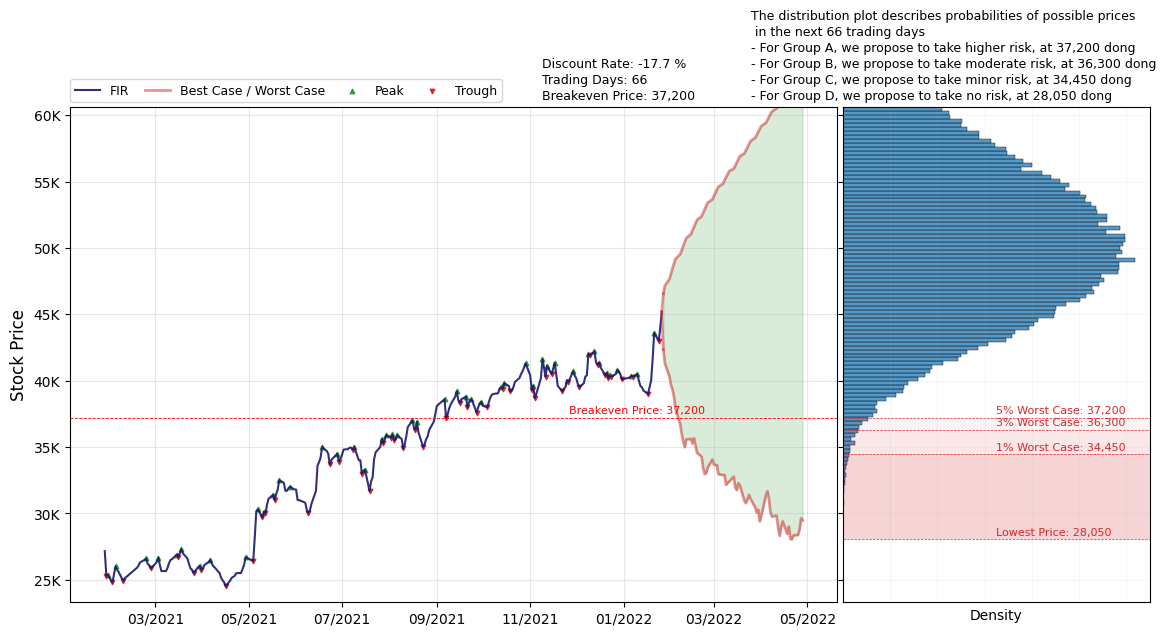 The distribution plot describes probabilities of possible prices
in the next 66 trading days
- For Group A, we propose to take higher risk, at 37,200 dong
- For Group B, we propose to take moderate risk, at 36,300 dong
- For Group C, we propose to take minor risk, at 34,450 dong
- For Group D, we propose to take no risk, at 28,050 dong
Discount Rate: -17.7 %
Trading Days: 66
Breakeven Price: 37,200
FIR
Best Case / Worst Case
Peak
Trough
Stock Price
60K
55K
50K
45K
40K
35K
30K
25K
Breakeven Price: 37,200
03/2021
05/2021
07/2021
09/2021
11/2021
01/2022
03/2022
05/2022
5% Worst Case: 37,200
3% Worst Case: 36,300
1% Worst Case: 34,450
Lowest Price: 28,050
Density